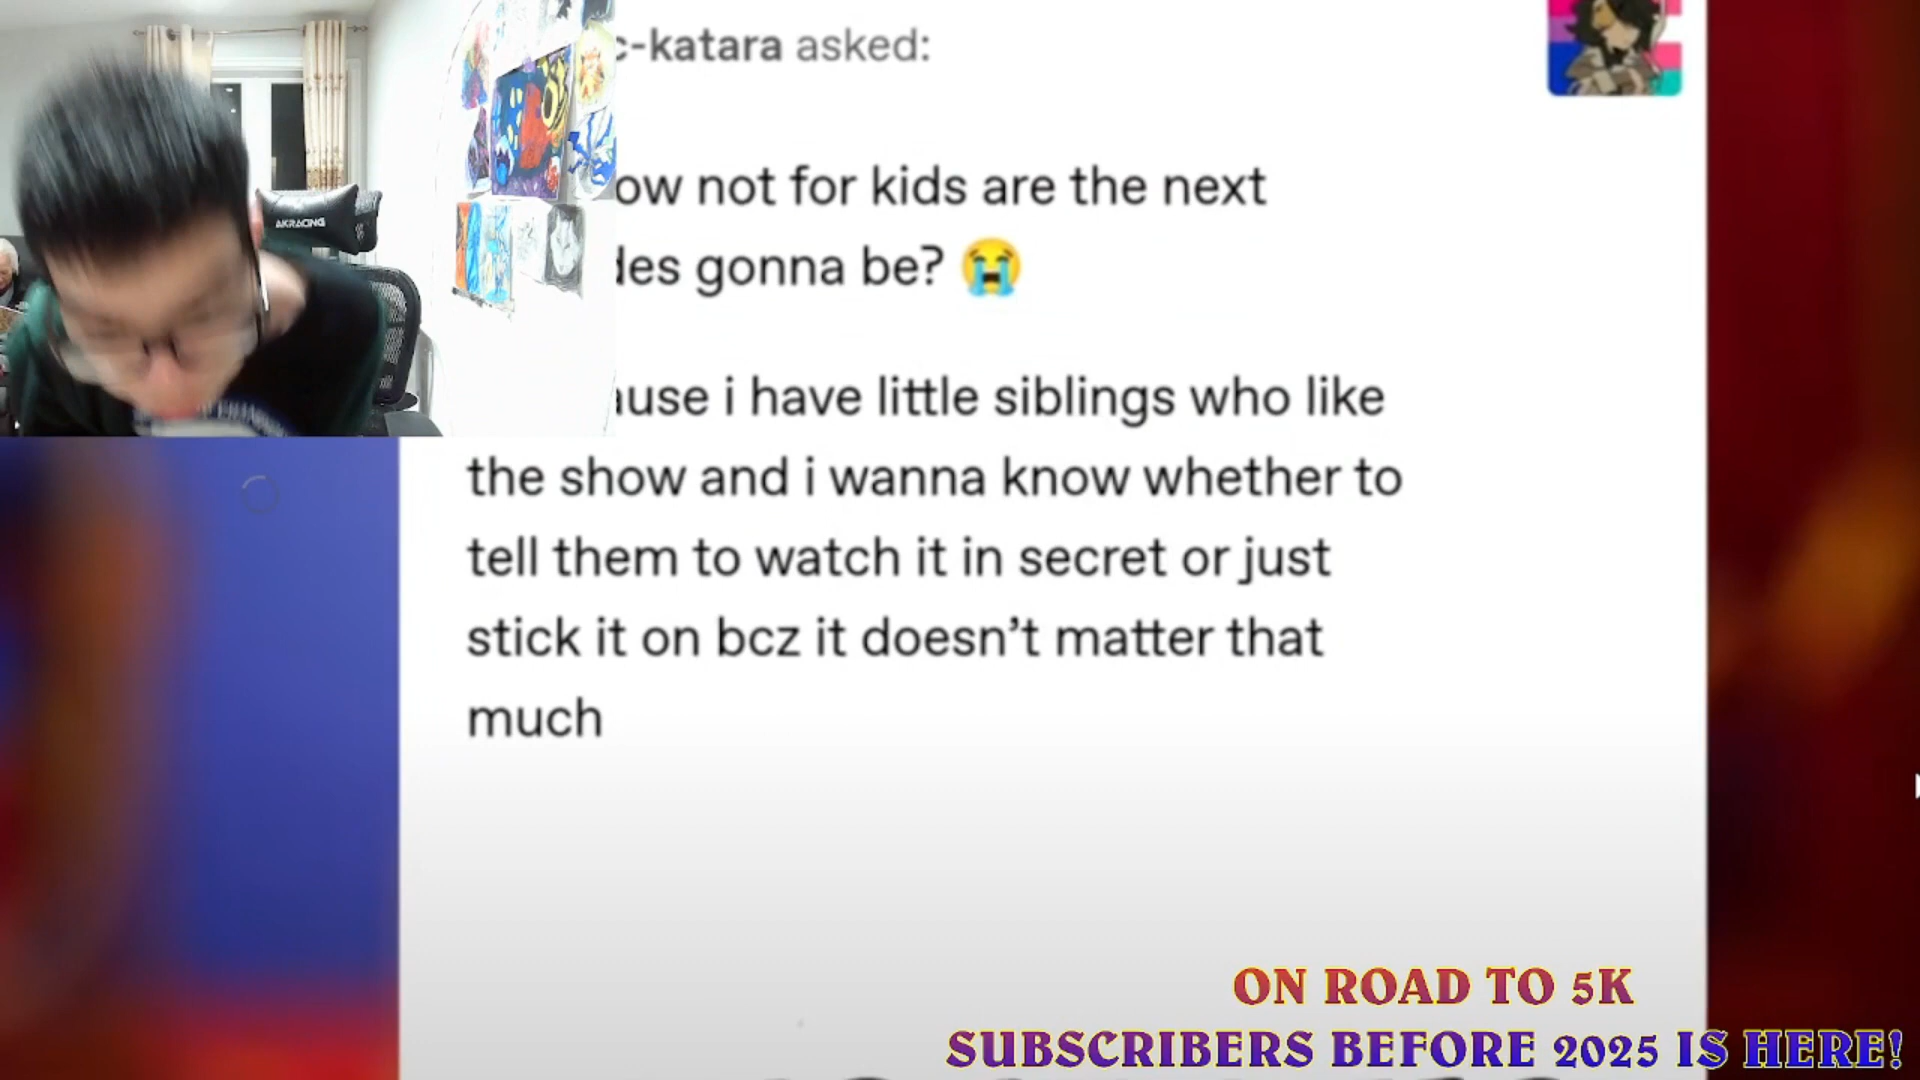 c-katara asked:
AKRACING
ow not for kids are the next
des gonna be? 😭
ause i have little siblings who like
the show and i wanna know whether to
tell them to watch it in secret or just
stick it on bcz it doesn't matter that
much
ON ROAD TO 5K
SUBSCRIBERS BEFORE 2025 IS HERE!